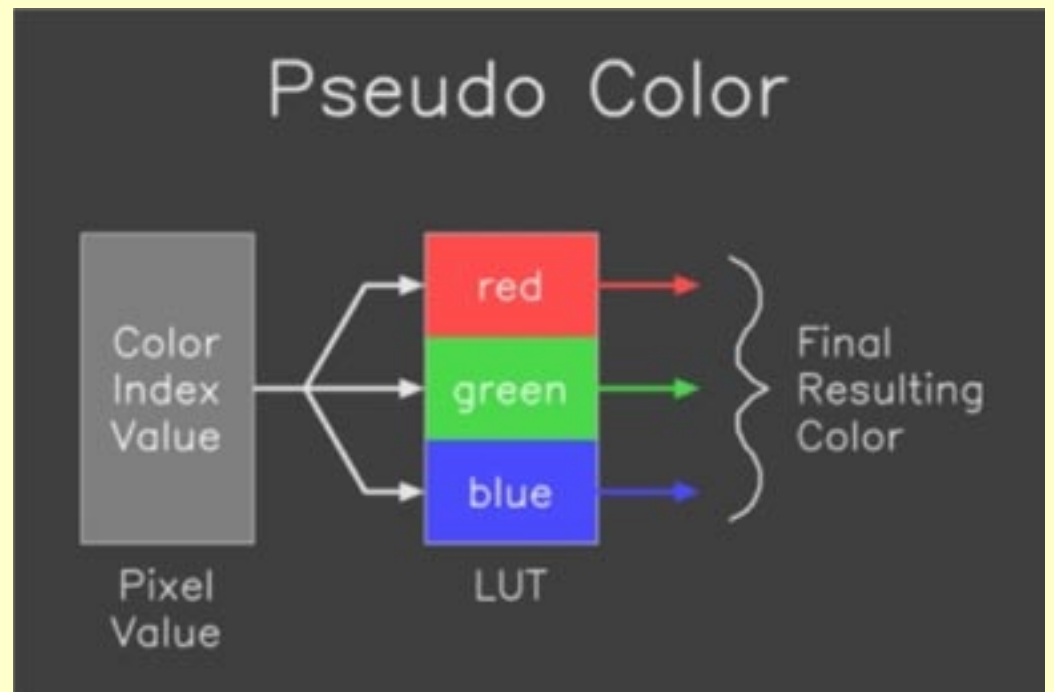 Pseudo Color
Color
Index
Value
red
green
blue
Final
Resulting
Color
Pixel
Value
LUT